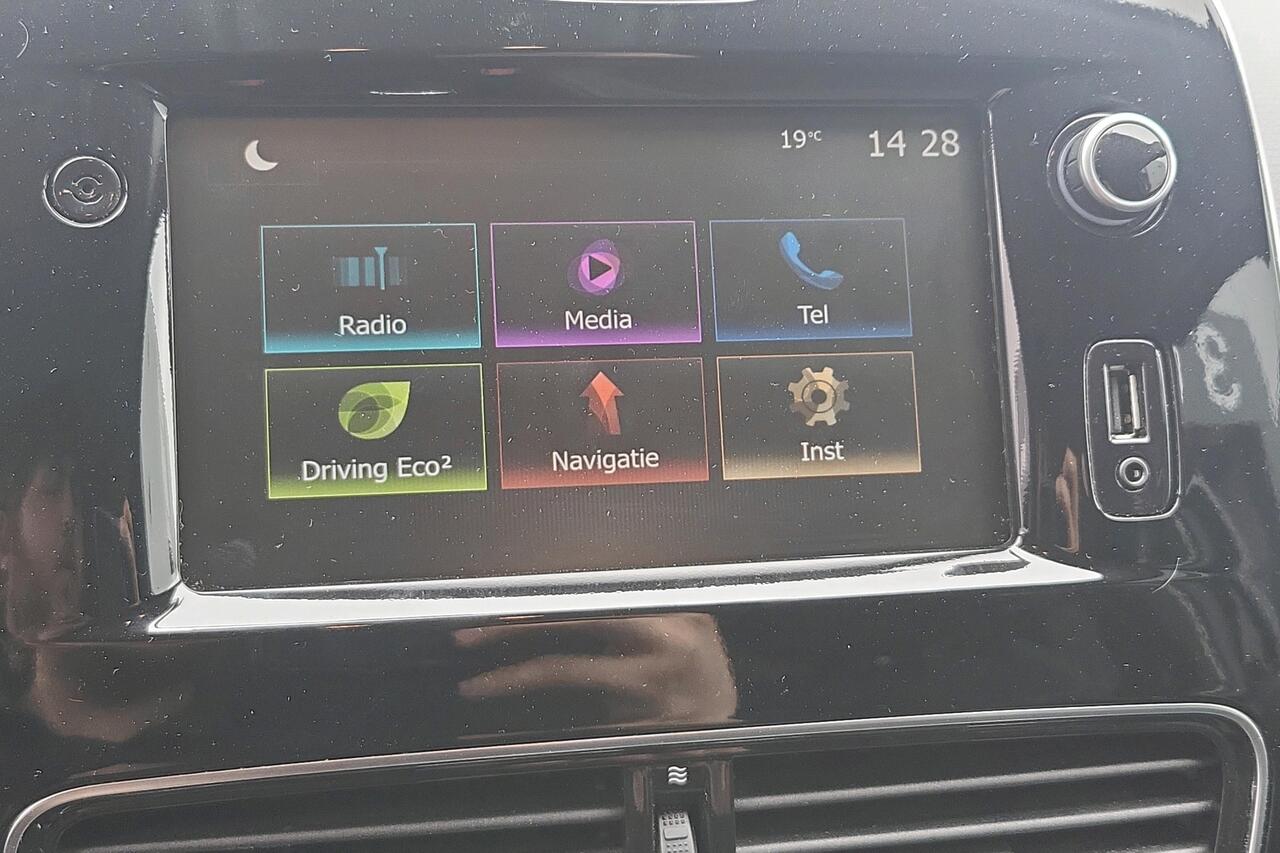 19°C 14 28
Radio
Media
Tel
Driving Eco²
Navigatie
Inst